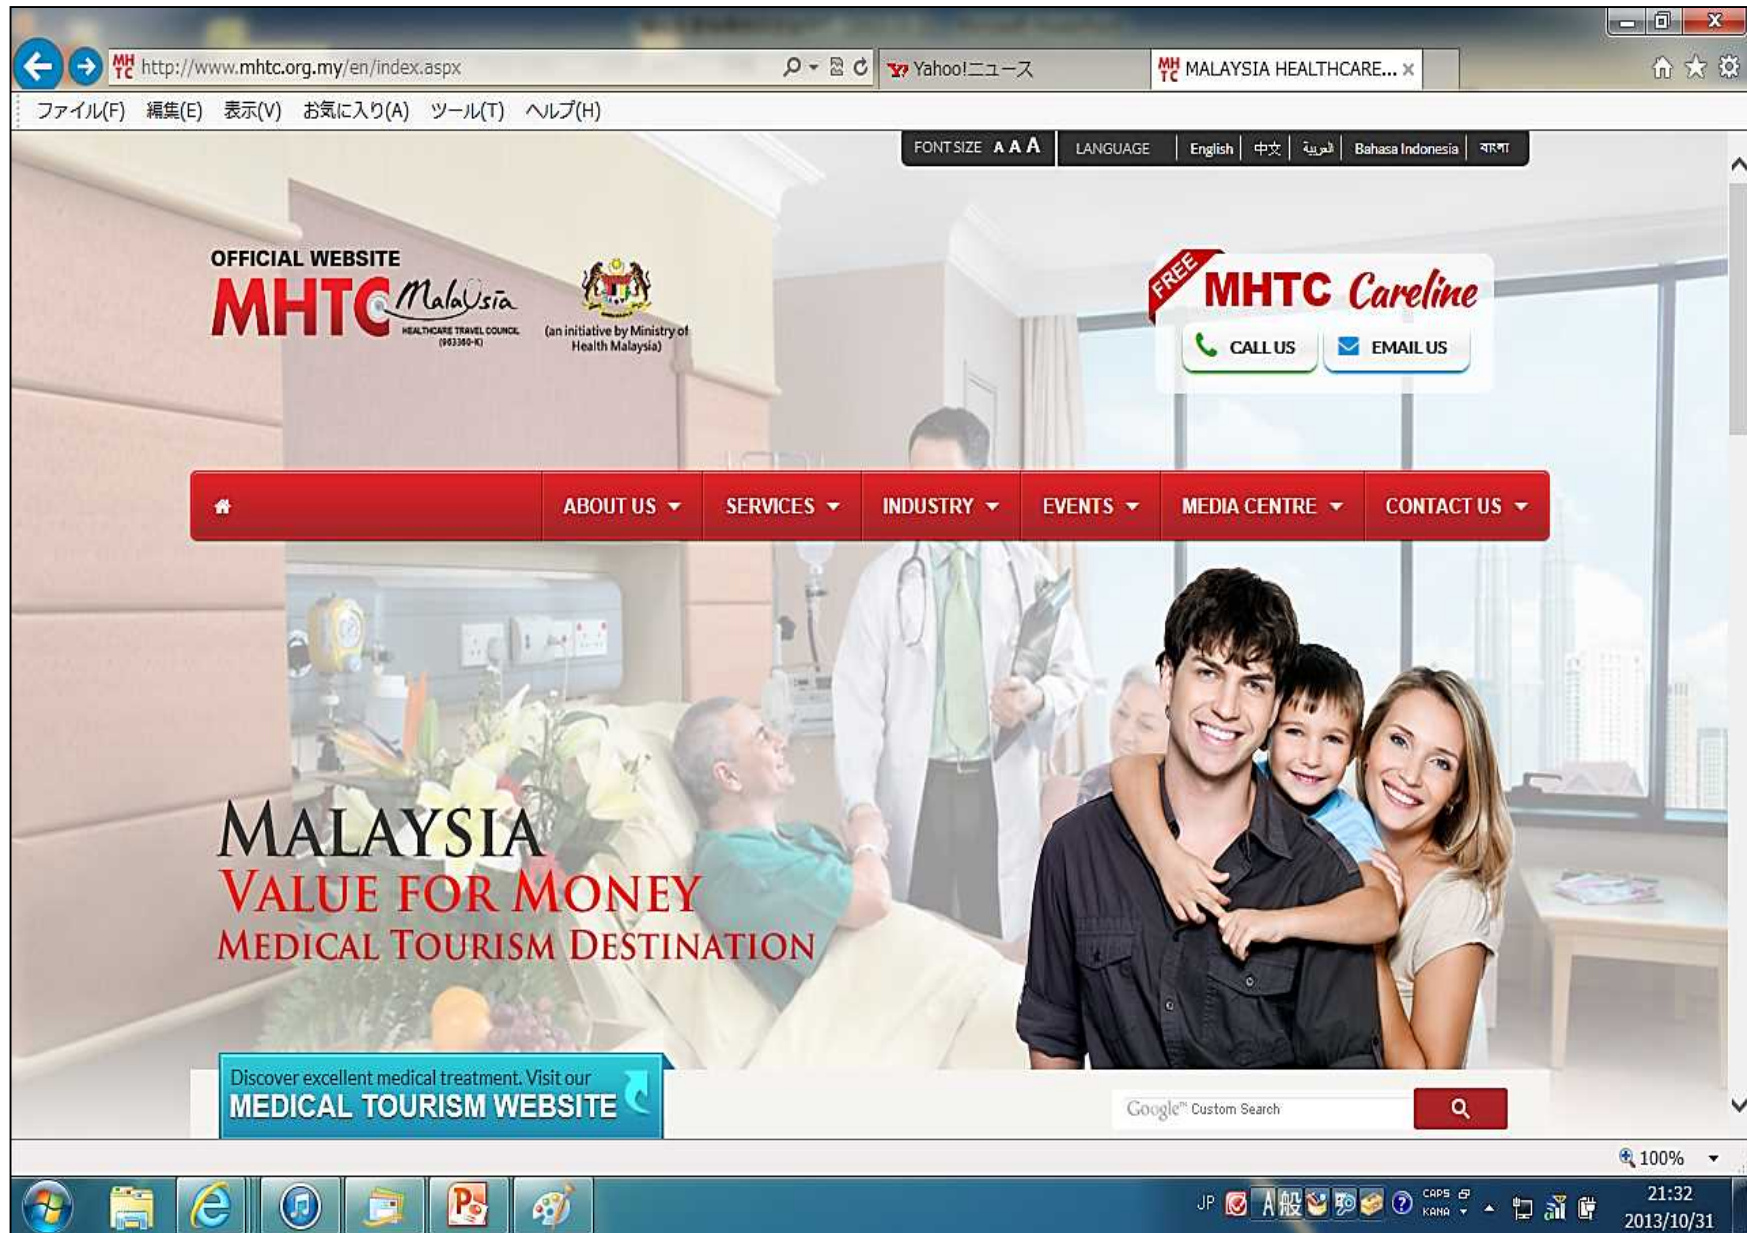 http://www.mhtc.org.my/en/index.aspx
Yahoo!ニュース
MH TC MALAYSIA HEALTHCARE...
ファイル(F) 編集(E) 表示(V) お気に入り(A) ツール(T) ヘルプ(H)
FONT SIZE A A A LANGUAGE English 中文 العربية Bahasa Indonesia বাংলা
OFFICIAL WEBSITE
MHTC Malaysia
HEALTHCARE TRAVEL COUNCIL
(963360-K)
(an initiative by Ministry of
Health Malaysia)
FREE
MHTC Careline
CALL US EMAIL US
ABOUT US SERVICES INDUSTRY EVENTS MEDIA CENTRE CONTACT US
MALAYSIA
VALUE FOR MONEY
MEDICAL TOURISM DESTINATION
Discover excellent medical treatment. Visit our
MEDICAL TOURISM WEBSITE
Google™ Custom Search
100%
JP A 般 CAPS KANA
21:32
2013/10/31